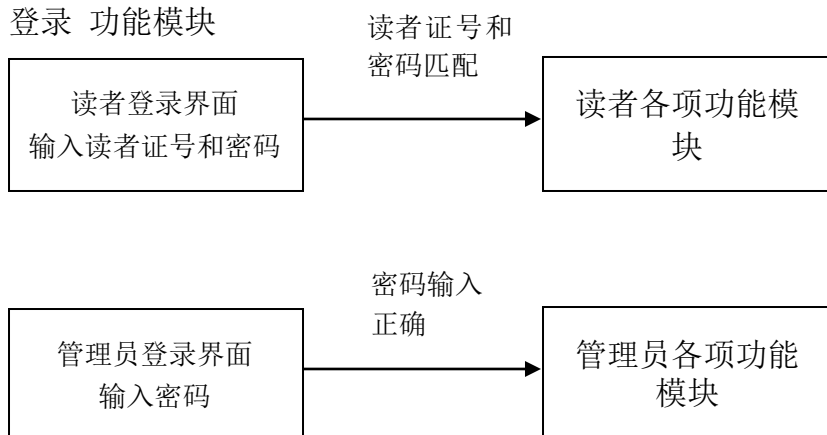 登录 功能模块
读者证号和
密码匹配
读者登录界面
输入读者证号和密码
读者各项功能模
块
密码输入
正确
管理员登录界面
输入密码
管理员各项功能
模块